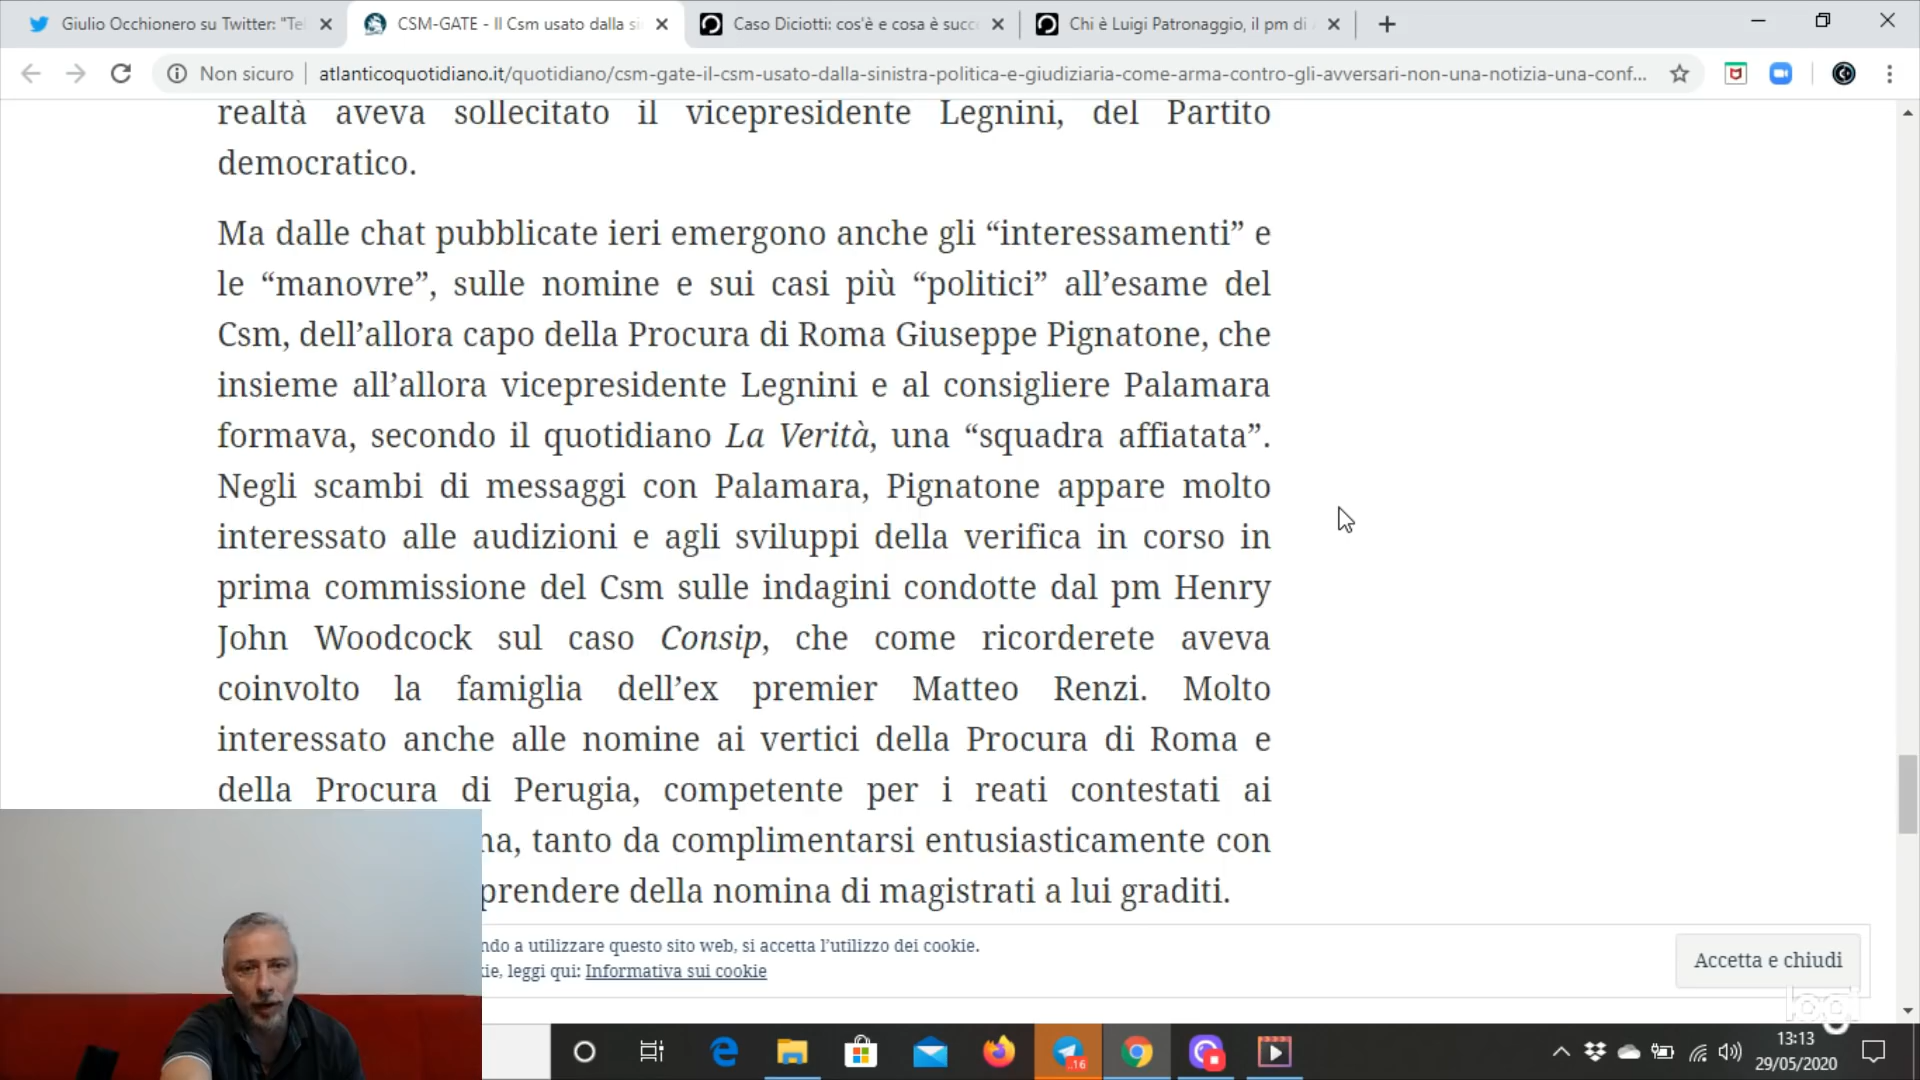 Giulio Occhionero su Twitter: "Te
CSM-GATE - Il Csm usato dalla si
Caso Diciotti: cos'è e cosa è succ
Chi è Luigi Patronaggio, il pm di
Non sicuro
atlanticoquotidiano.it/quotidiano/csm-gate-il-csm-usato-dalla-sinistra-politica-e-giudiziaria-come-arma-contro-gli-avversari-non-una-notizia-una-conf...
realtà aveva sollecitato il vicepresidente Legnini, del Partito
democratico.
Ma dalle chat pubblicate ieri emergono anche gli “interessamenti” e
le “manovre”, sulle nomine e sui casi più “politici” all’esame del
Csm, dell’allora capo della Procura di Roma Giuseppe Pignatone, che
insieme all’allora vicepresidente Legnini e al consigliere Palamara
formava, secondo il quotidiano La Verità, una “squadra affiatata”.
Negli scambi di messaggi con Palamara, Pignatone appare molto
interessato alle audizioni e agli sviluppi della verifica in corso in
prima commissione del Csm sulle indagini condotte dal pm Henry
John Woodcock sul caso Consip, che come ricorderete aveva
coinvolto la famiglia dell’ex premier Matteo Renzi. Molto
interessato anche alle nomine ai vertici della Procura di Roma e
della Procura di Perugia, competente per i reati contestati ai
na, tanto da complimentarsi entusiasticamente con
prendere della nomina di magistrati a lui graditi.
ndo a utilizzare questo sito web, si accetta l’utilizzo dei cookie.
kie, leggi qui: Informativa sui cookie
Accetta e chiudi
logi
16
13:13
29/05/2020